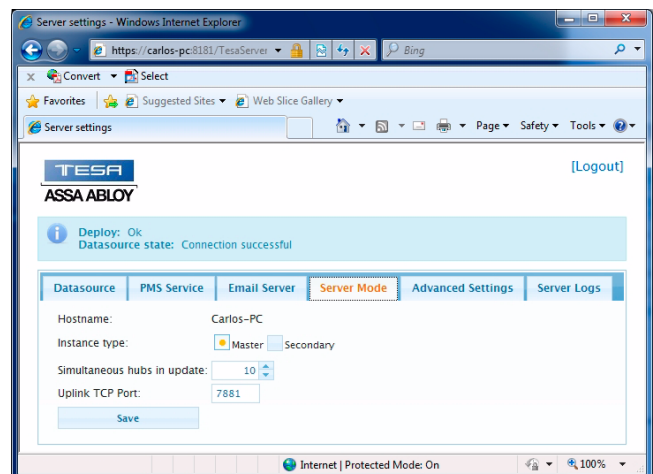 Server settings - Windows Internet Explorer
https://carlos-pc:8181/TesaServer
Bing
x Convert Select
Favorites Suggested Sites Web Slice Gallery
Server settings Page Safety Tools
TESA
ASSA ABLOY
[Logout]
Deploy: Ok
Datasource state: Connection successful
Datasource PMS Service Email Server Server Mode Advanced Settings Server Logs
Hostname: Carlos-PC
Instance type: Master Secondary
Simultaneous hubs in update: 10
Uplink TCP Port: 7881
Save
Internet | Protected Mode: On 100%